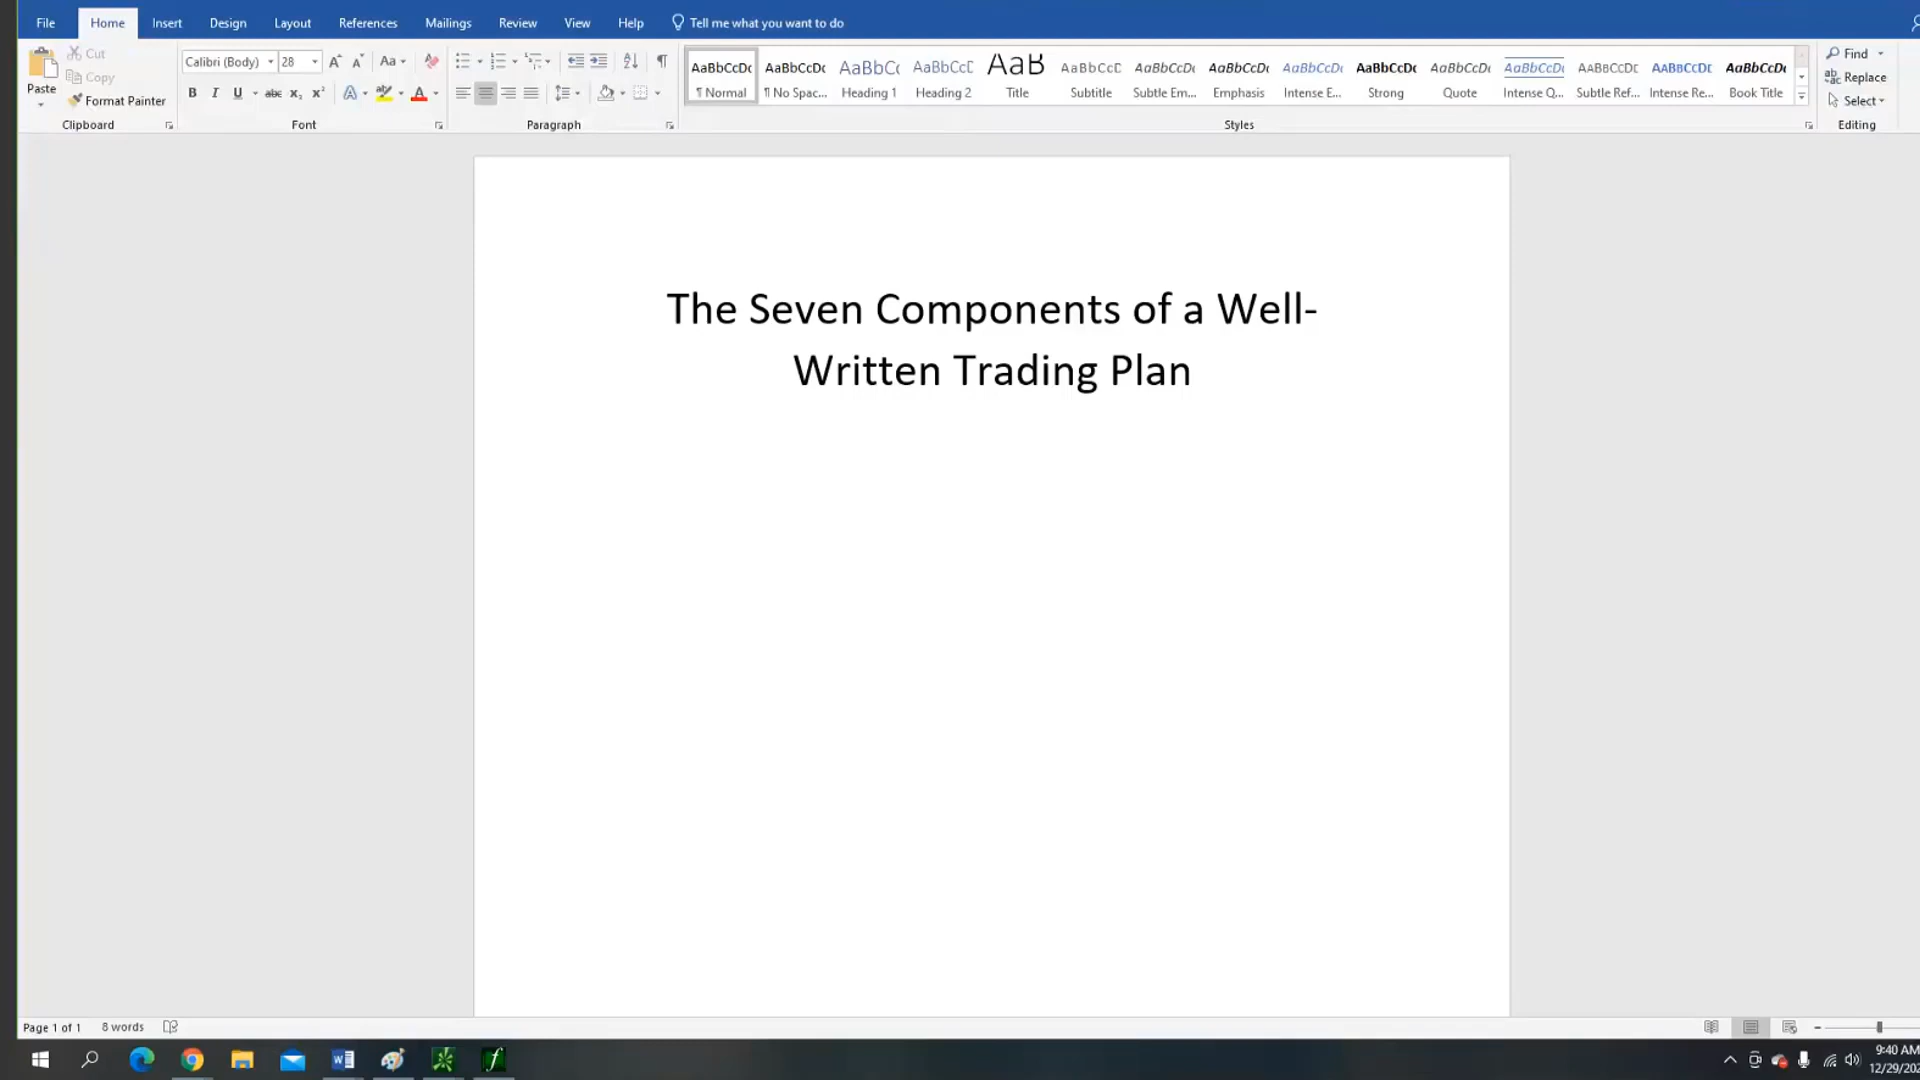 File Home Insert Design Layout References Mailings Review View Help Tell me what you want to do
Paste
Cut
Copy
Format Painter
Clipboard
Calibri (Body) 28
Font
Paragraph
AaBbCcDc AaBbCcDc AaBbCc AaBbCcD AaB AaBbCcD AaBbCcDc AaBbCcDc AaBbCcDc AaBbCcDc AaBbCcDc AaBbCcDc AaBbCcDc AaBbCcDc AaBbCcDc
¶ Normal ¶ No Spac... Heading 1 Heading 2 Title Subtitle Subtle Em... Emphasis Intense E... Strong Quote Intense Q... Subtle Ref... Intense Re... Book Title
Styles
Find
Replace
Select
Editing
The Seven Components of a Well-
Written Trading Plan
Page 1 of 1 8 words
9:40 AM